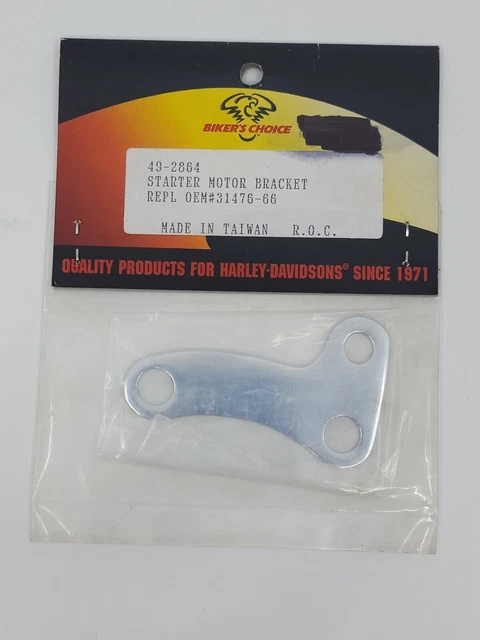 BIKER'S CHOICE
49-2864
STARTER MOTOR BRACKET
REPL OEM#31476-66
MADE IN TAIWAN R.O.C.
QUALITY PRODUCTS FOR HARLEY-DAVIDSONS® SINCE 1971